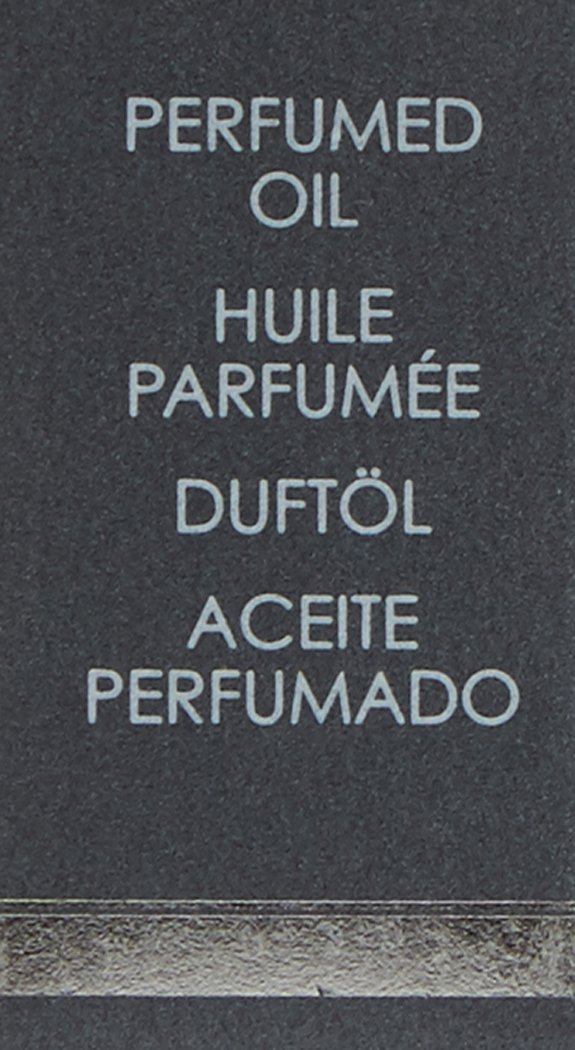 PERFUMED
OIL
HUILE
PARFUMÉE
DUFTÖL
ACEITE
PERFUMADO